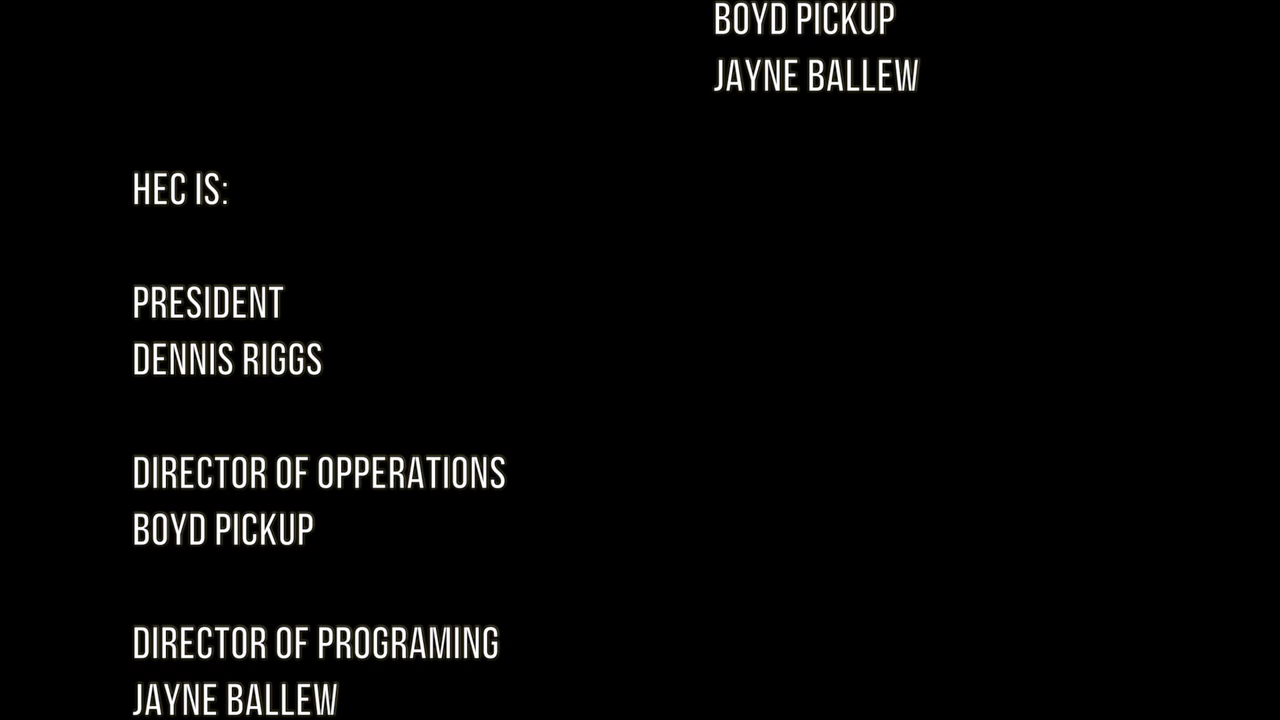 BOYD PICKUP
JAYNE BALLEW
HEC IS:
PRESIDENT
DENNIS RIGGS
DIRECTOR OF OPPERATIONS
BOYD PICKUP
DIRECTOR OF PROGRAMING
JAYNE BALLEW